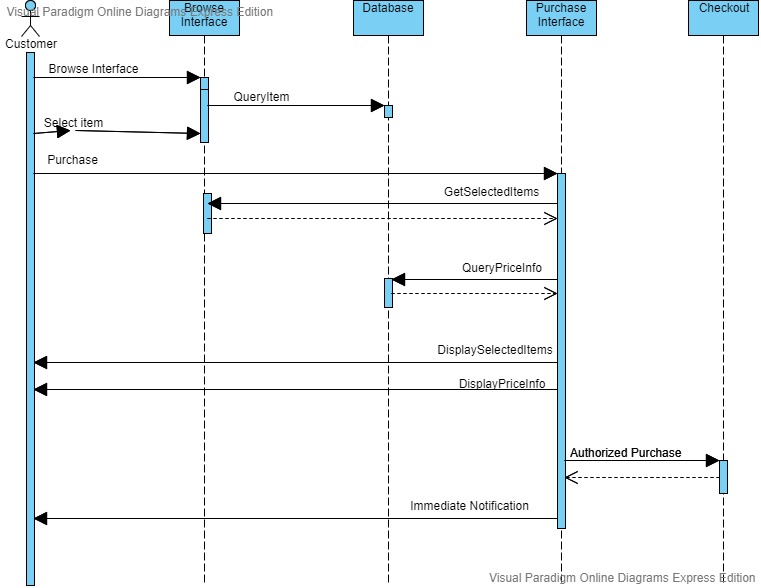 Visual Paradigm Online Diagrams Express Edition
Browse
Interface
Database
Purchase
Interface
Checkout
Customer
Browse Interface
QueryItem
Select item
Purchase
GetSelectedItems
QueryPriceInfo
DisplaySelectedItems
DisplayPriceInfo
Authorized Purchase
Immediate Notification
Visual Paradigm Online Diagrams Express Edition